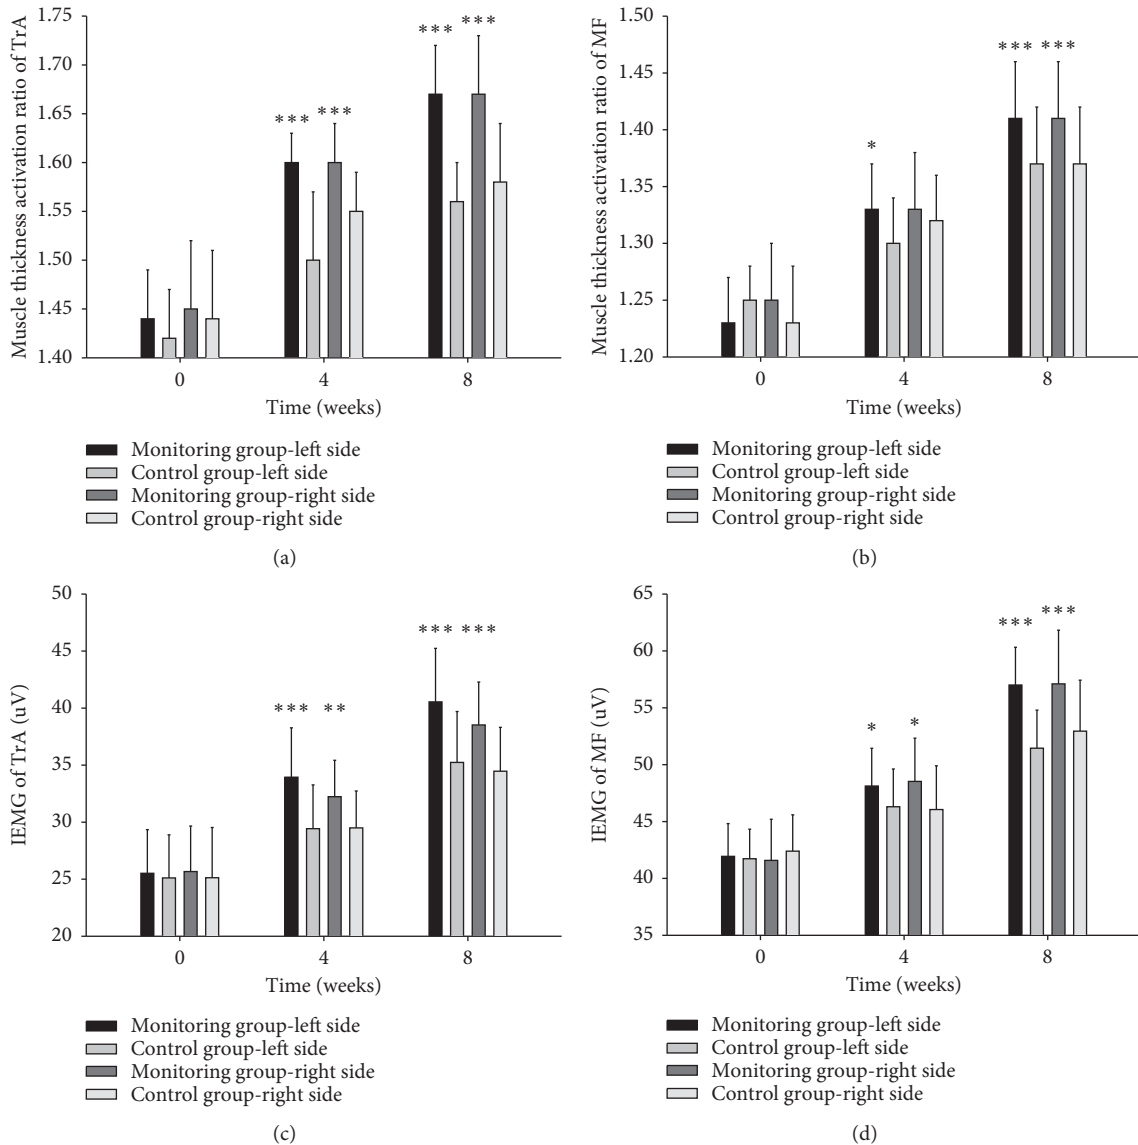 Muscle thickness activation ratio of TrA
1.75
1.70
1.65
1.60
1.55
1.50
1.45
1.40
*** ***
*** ***
0 4 8
Time (weeks)
Monitoring group-left side
Control group-left side
Monitoring group-right side
Control group-right side
(a)
Muscle thickness activation ratio of MF
1.50
1.45
1.40
1.35
1.30
1.25
1.20
*
*** ***
0 4 8
Time (weeks)
Monitoring group-left side
Control group-left side
Monitoring group-right side
Control group-right side
(b)
IEMG of TrA (uV)
50
45
40
35
30
25
20
*** **
*** ***
0 4 8
Time (weeks)
Monitoring group-left side
Control group-left side
Monitoring group-right side
Control group-right side
(c)
IEMG of MF (uV)
65
60
55
50
45
40
35
* *
*** ***
0 4 8
Time (weeks)
Monitoring group-left side
Control group-left side
Monitoring group-right side
Control group-right side
(d)